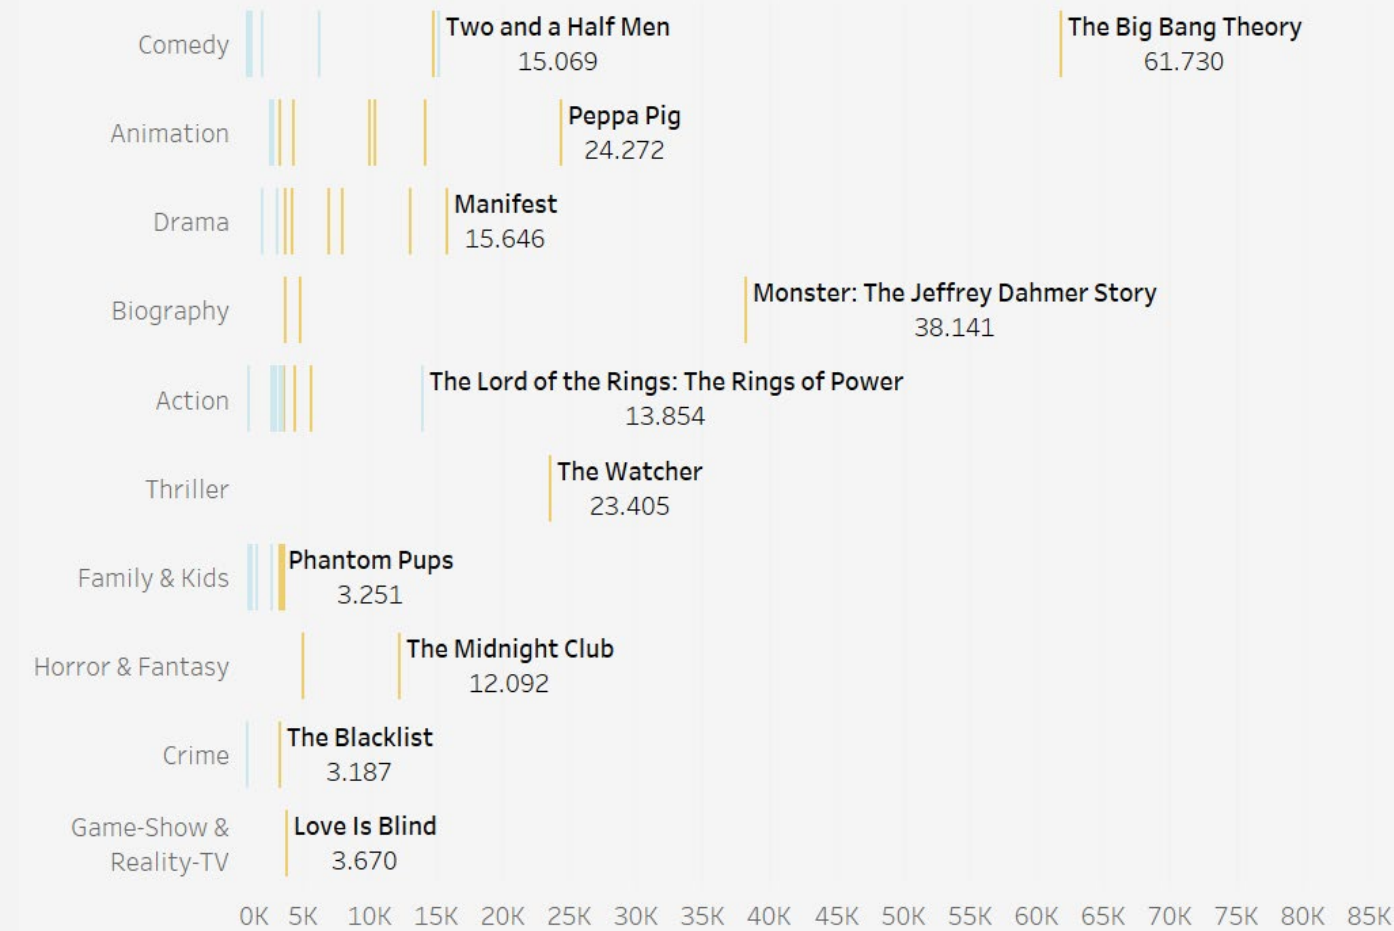 Comedy
Two and a Half Men
15.069
The Big Bang Theory
61.730
Animation
Peppa Pig
24.272
Drama
Manifest
15.646
Biography
Monster: The Jeffrey Dahmer Story
38.141
Action
The Lord of the Rings: The Rings of Power
13.854
Thriller
The Watcher
23.405
Family & Kids
Phantom Pups
3.251
Horror & Fantasy
The Midnight Club
12.092
Crime
The Blacklist
3.187
Game-Show &
Reality-TV
Love Is Blind
3.670
0K 5K 10K 15K 20K 25K 30K 35K 40K 45K 50K 55K 60K 65K 70K 75K 80K 85K